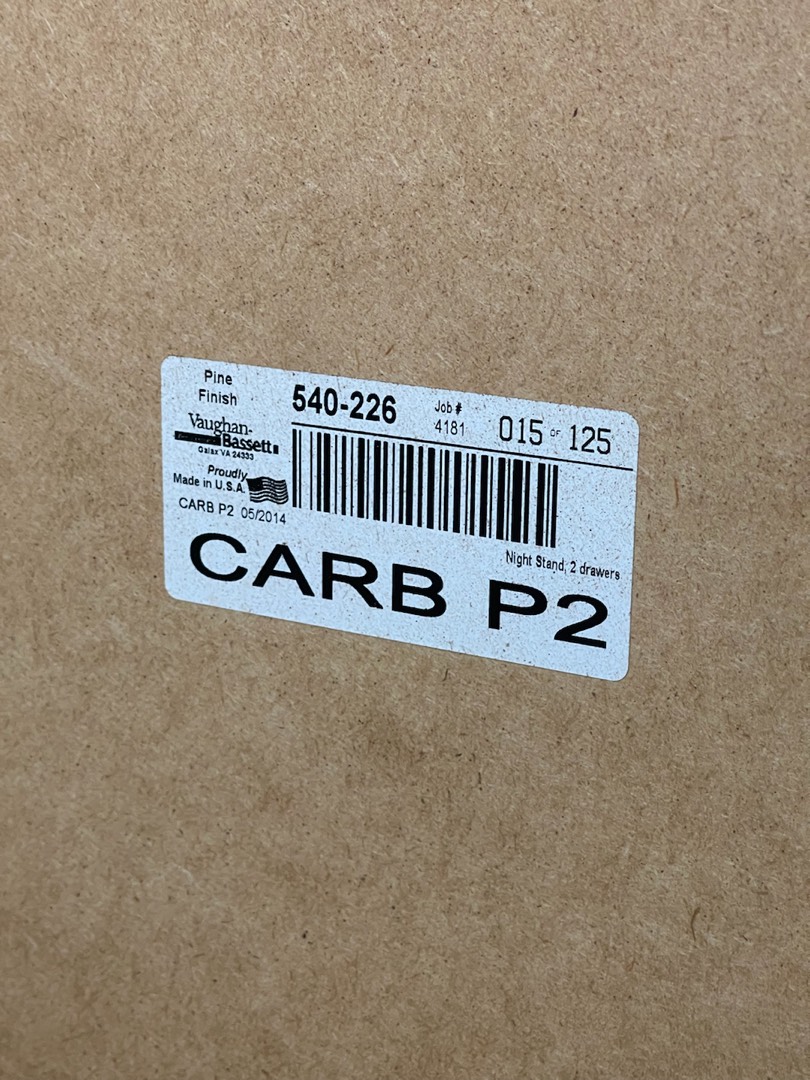 Pine
Finish
540-226
Job #
4181
015 OF 125
Vaughan-
Bassett
Galax VA 24333
Proudly
Made in U.S.A.
CARB P2 05/2014
Night Stand, 2 drawers
CARB P2